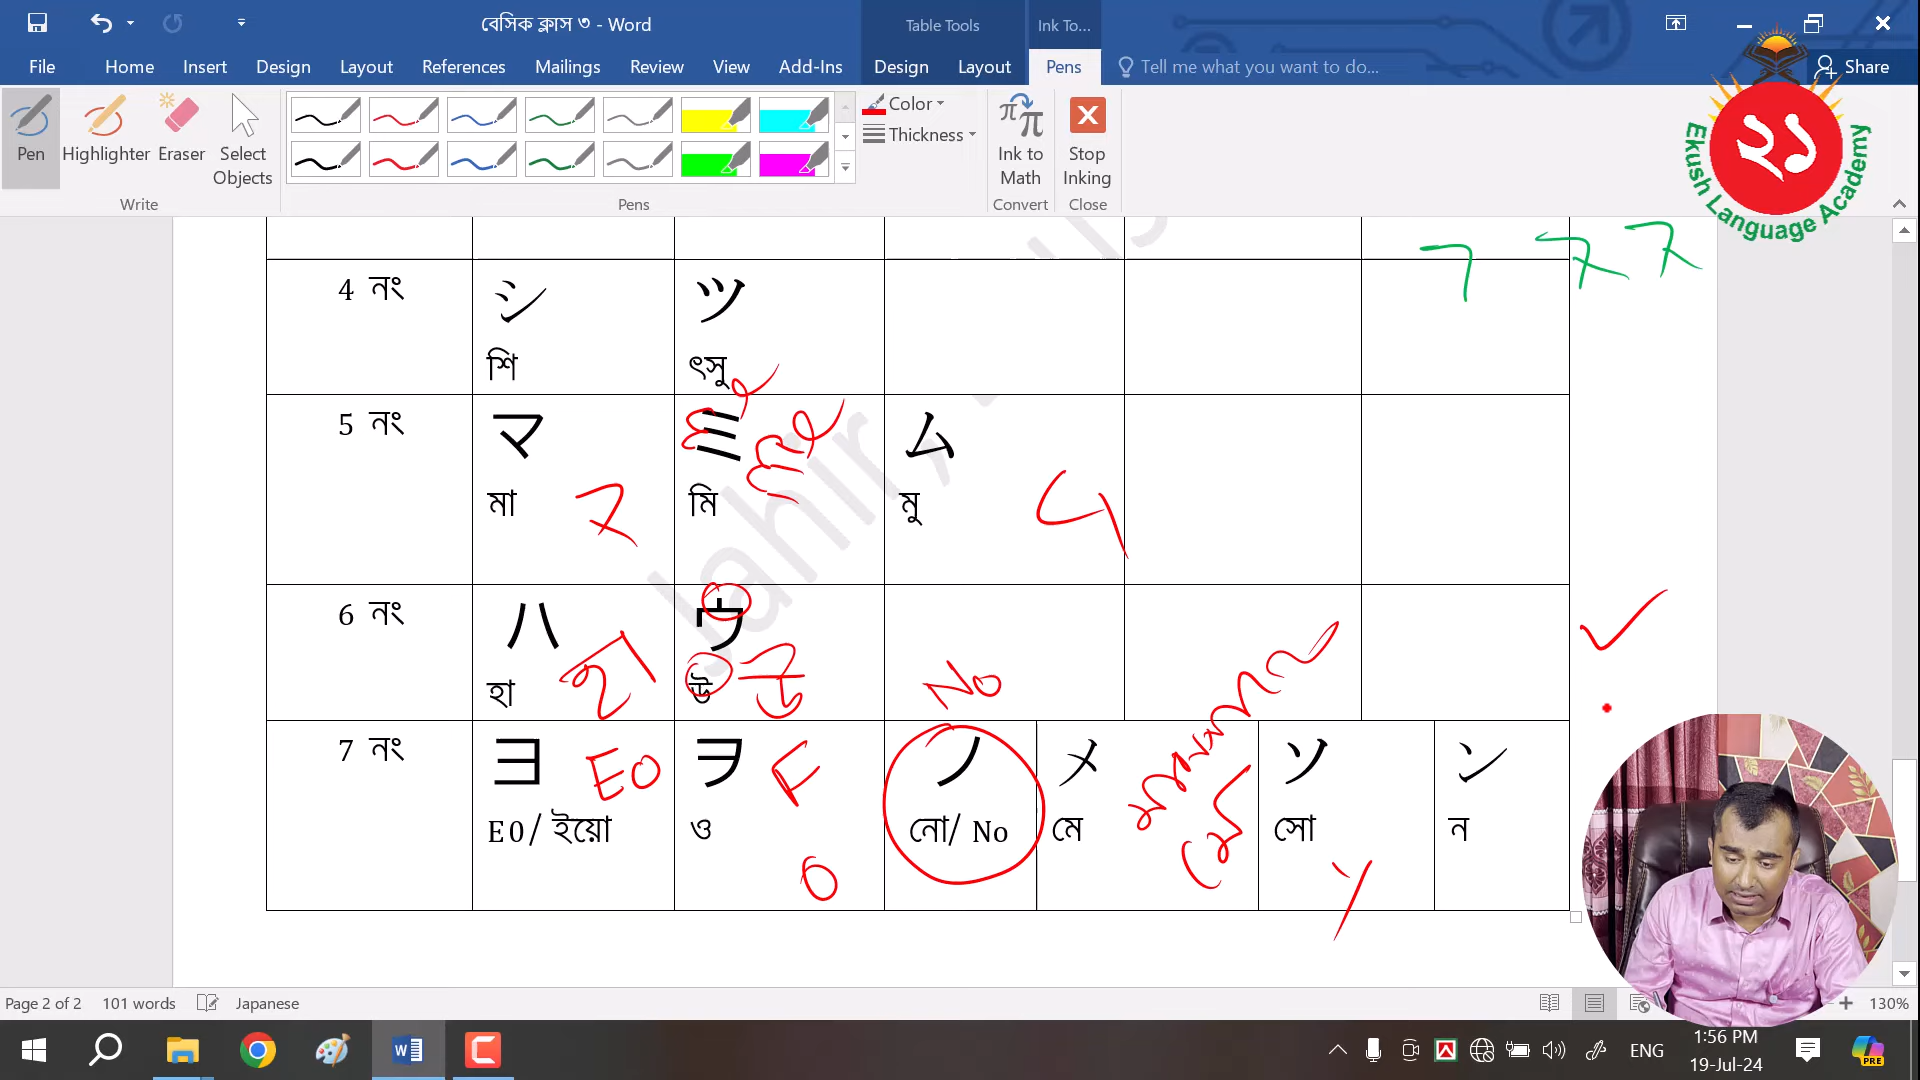 বেসিক ক্লাস ৩ - Word
Table Tools
Ink To...
File Home Insert Design Layout References Mailings Review View Add-Ins Design Layout Pens Tell me what you want to do... Share
Pen Highlighter Eraser Select Objects
Color
Thickness
Ink to Math
Stop Inking
Write Pens Convert Close
২১
Ekush Language Academy
4 নং シ ツ
শি ৎসু
5 নং マ ミ ム
মা মি মু
6 নং ハ ウ
হা উ
হা উ No
7 নং ヨ ヲ ノ メ ソ ン
EO F
E0/ ইয়ো ও নো/ No মে সো ন
Jahir,
Page 2 of 2 101 words Japanese 130%
ENG
1:56 PM
19-Jul-24
PRE